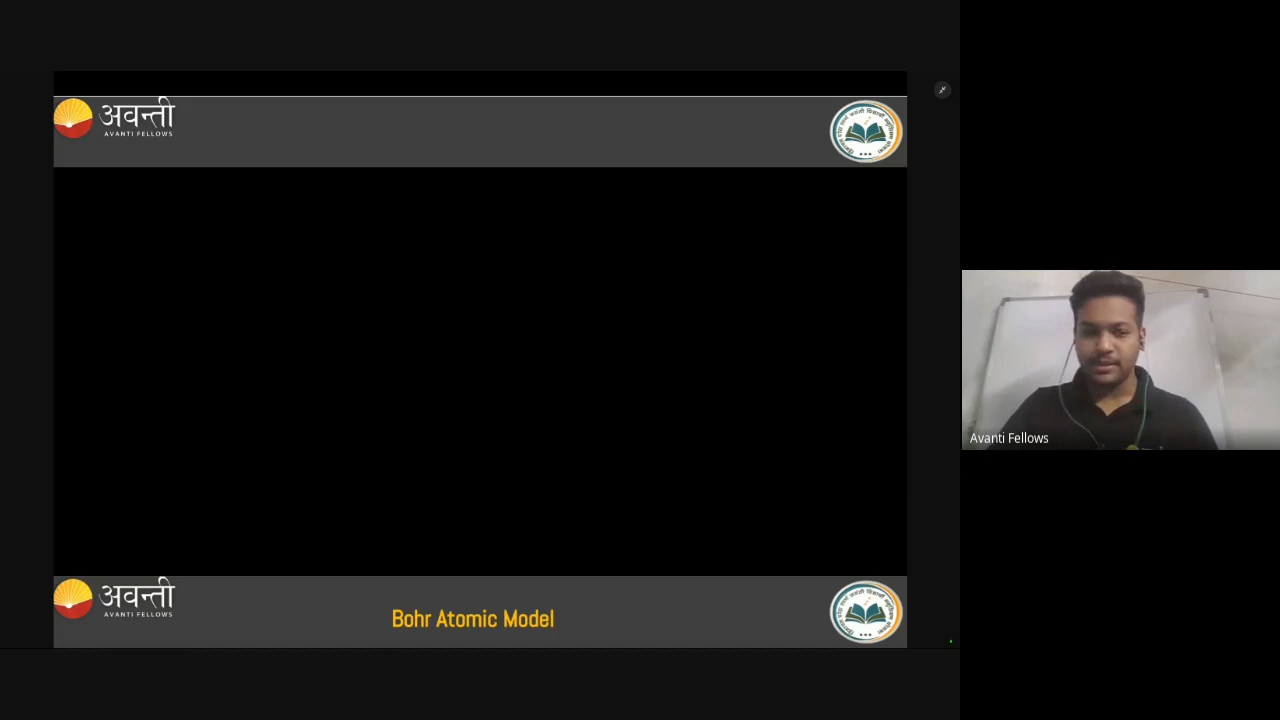 अवन्ती
AVANTI FELLOWS
Avanti Fellows
अवन्ती
AVANTI FELLOWS
Bohr Atomic Model